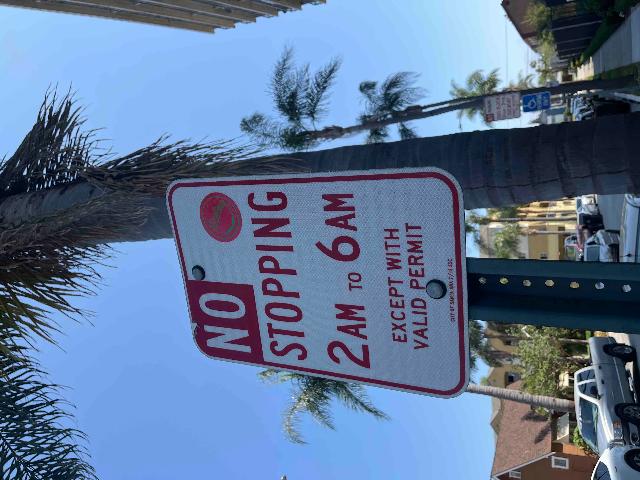 NO
STOPPING
2AM TO 6AM
EXCEPT WITH
VALID PERMIT